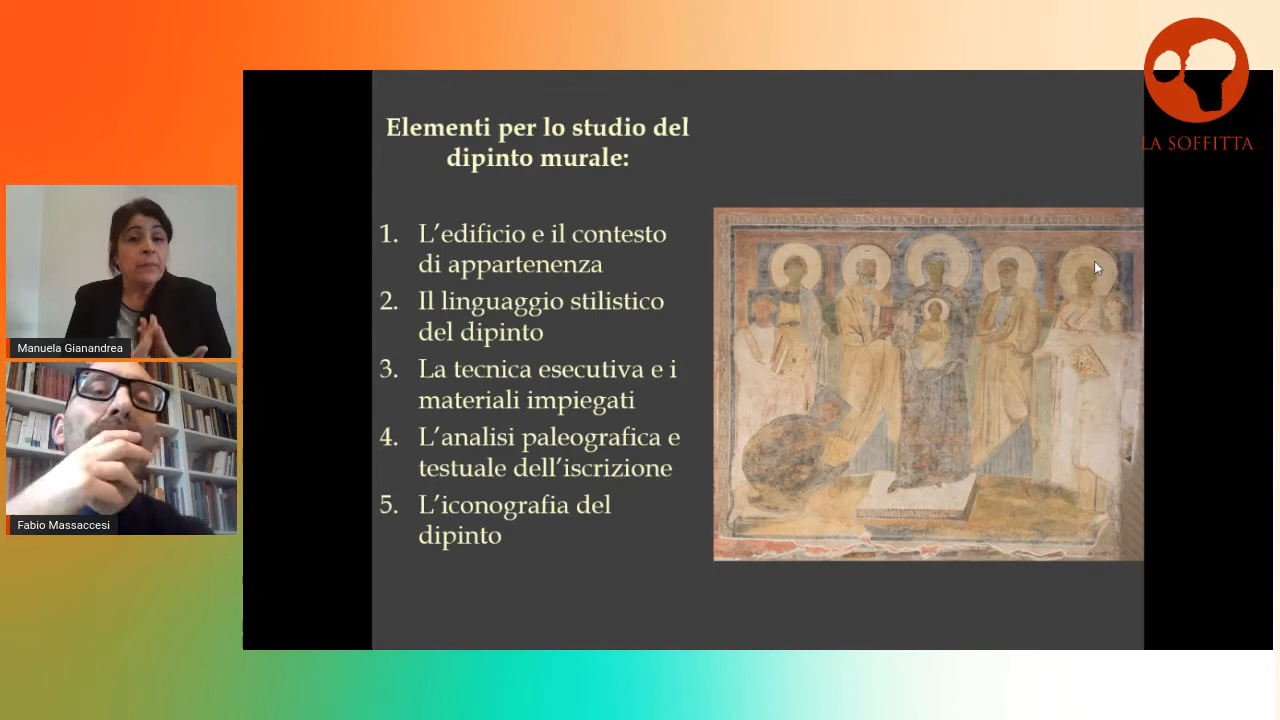 Elementi per lo studio del
dipinto murale:
1. L’edificio e il contesto
di appartenenza
2. Il linguaggio stilistico
del dipinto
3. La tecnica esecutiva e i
materiali impiegati
4. L’analisi paleografica e
testuale dell’iscrizione
5. L’iconografia del
dipinto
LA SOFFITTA
Manuela Gianandrea
Fabio Massaccesi